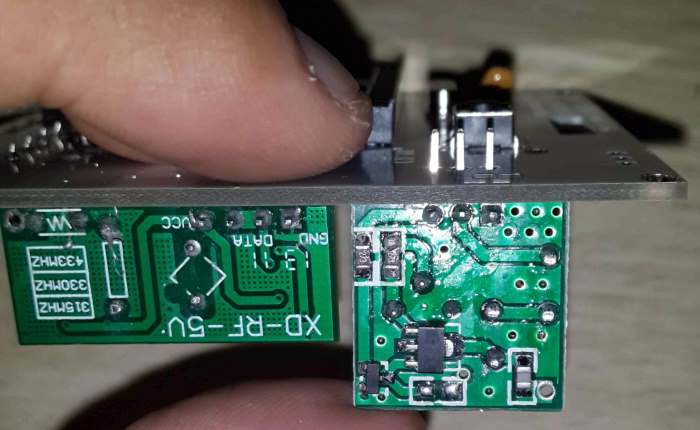 XD-RF-5V
315MHZ
330MHZ
433MHZ
GND
DATA
VCC